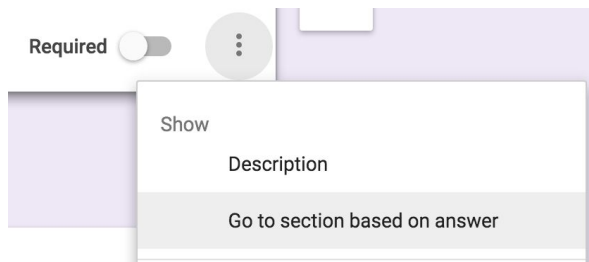 Required
Show
Description
Go to section based on answer